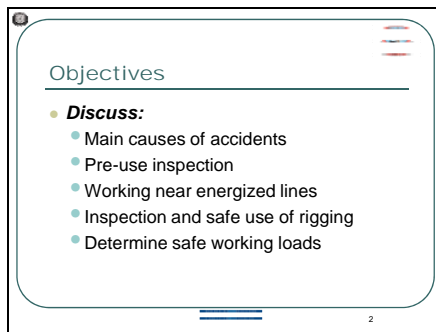 Objectives
Discuss:
Main causes of accidents
Pre-use inspection
Working near energized lines
Inspection and safe use of rigging
Determine safe working loads
2